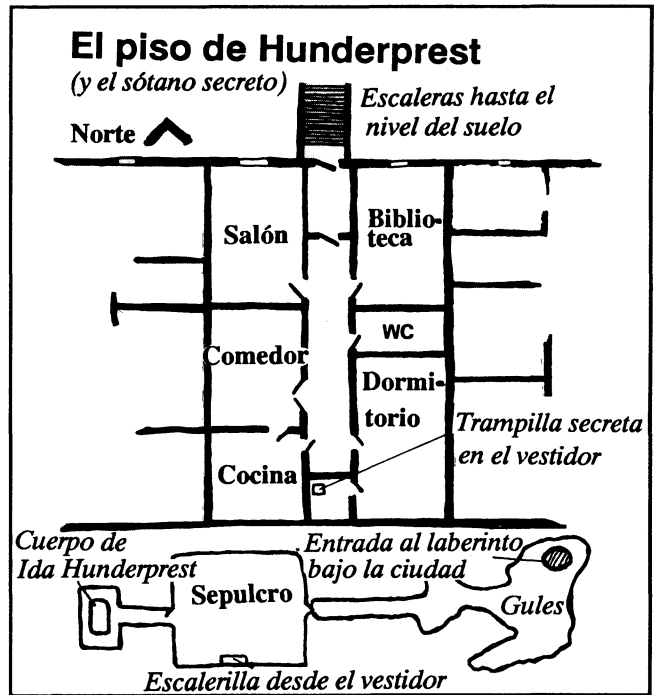 El piso de Hunderprest
(y el sótano secreto)
Escaleras hasta el
nivel del suelo
Norte
Salón
Biblio-
teca
WC
Comedor
Dormi-
torio
Trampilla secreta
en el vestidor
Cocina
Cuerpo de
Ida Hunderprest
Entrada al laberinto
bajo la ciudad
Sepulcro
Gules
Escalerilla desde el vestidor